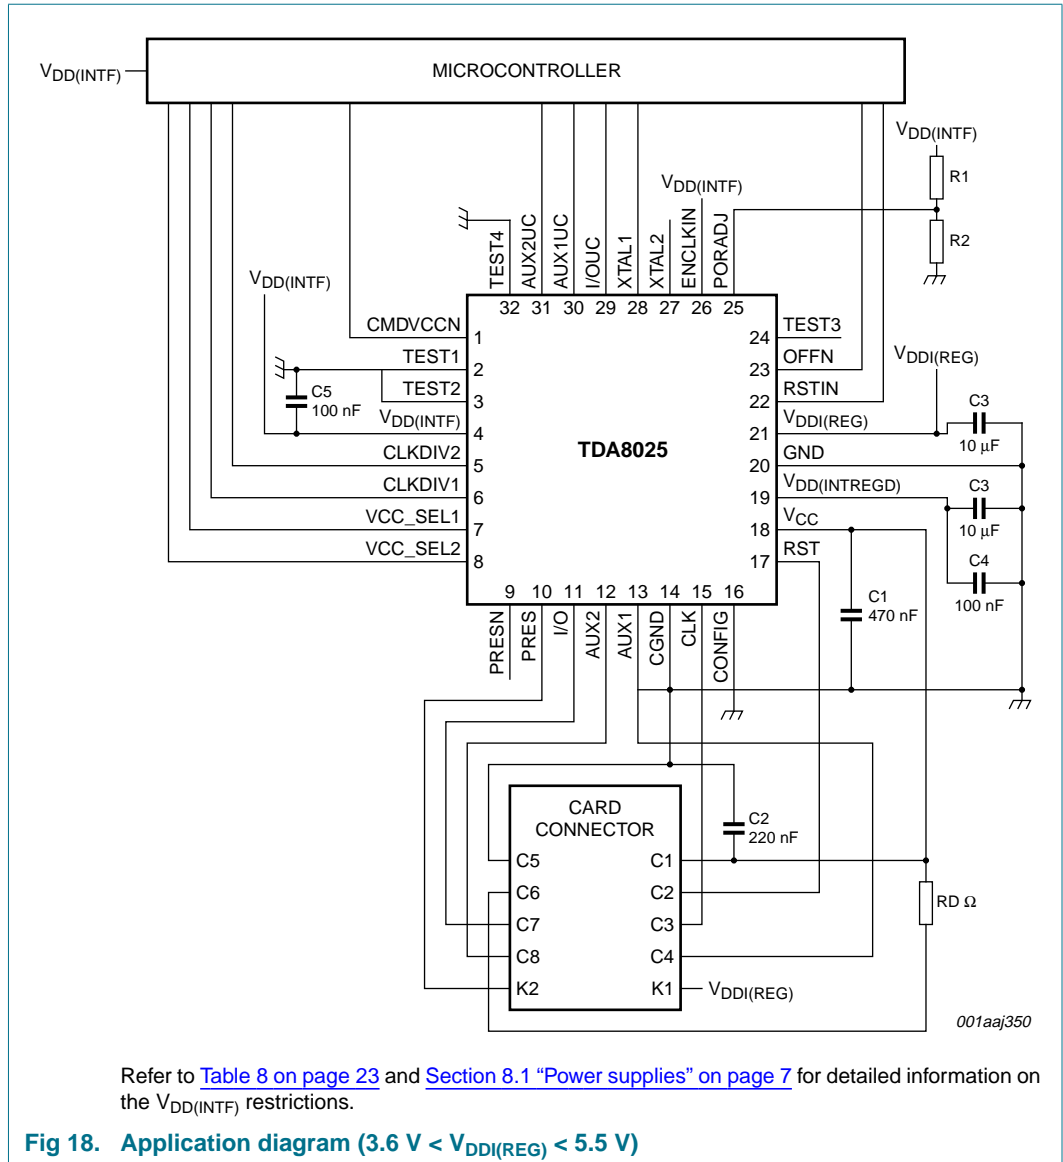 MICROCONTROLLER
VDD(INTF)
VDD(INTF)
R1
R2
VDD(INTF)
VDD(INTF)
TEST4
AUX2UC
AUX1UC
I/OUC
XTAL1
XTAL2
ENCLKIN
PORADJ
32 31 30 29 28 27 26 25
CMDVCCN 1
TEST1 2
TEST2 3
VDD(INTF) 4
CLKDIV2 5
CLKDIV1 6
VCC_SEL1 7
VCC_SEL2 8
C5
100 nF
TDA8025
24 TEST3
23 OFFN
22 RSTIN
21 VDDI(REG)
20 GND
19 VDD(INTREGD)
18 VCC
17 RST
VDDI(REG)
C3
10 μF
C3
10 μF
C4
100 nF
C1
470 nF
9 10 11 12 13 14 15 16
PRESN
PRES
I/O
AUX2
AUX1
CGND
CLK
CONFIG
CARD
CONNECTOR
C2
220 nF
C5 C1
C6 C2
C7 C3
C8 C4
K2 K1
VDDI(REG)
RD Ω
001aaj350
Refer to Table 8 on page 23 and Section 8.1 “Power supplies” on page 7 for detailed information on
the VDD(INTF) restrictions.
Fig 18. Application diagram (3.6 V < VDDI(REG) < 5.5 V)